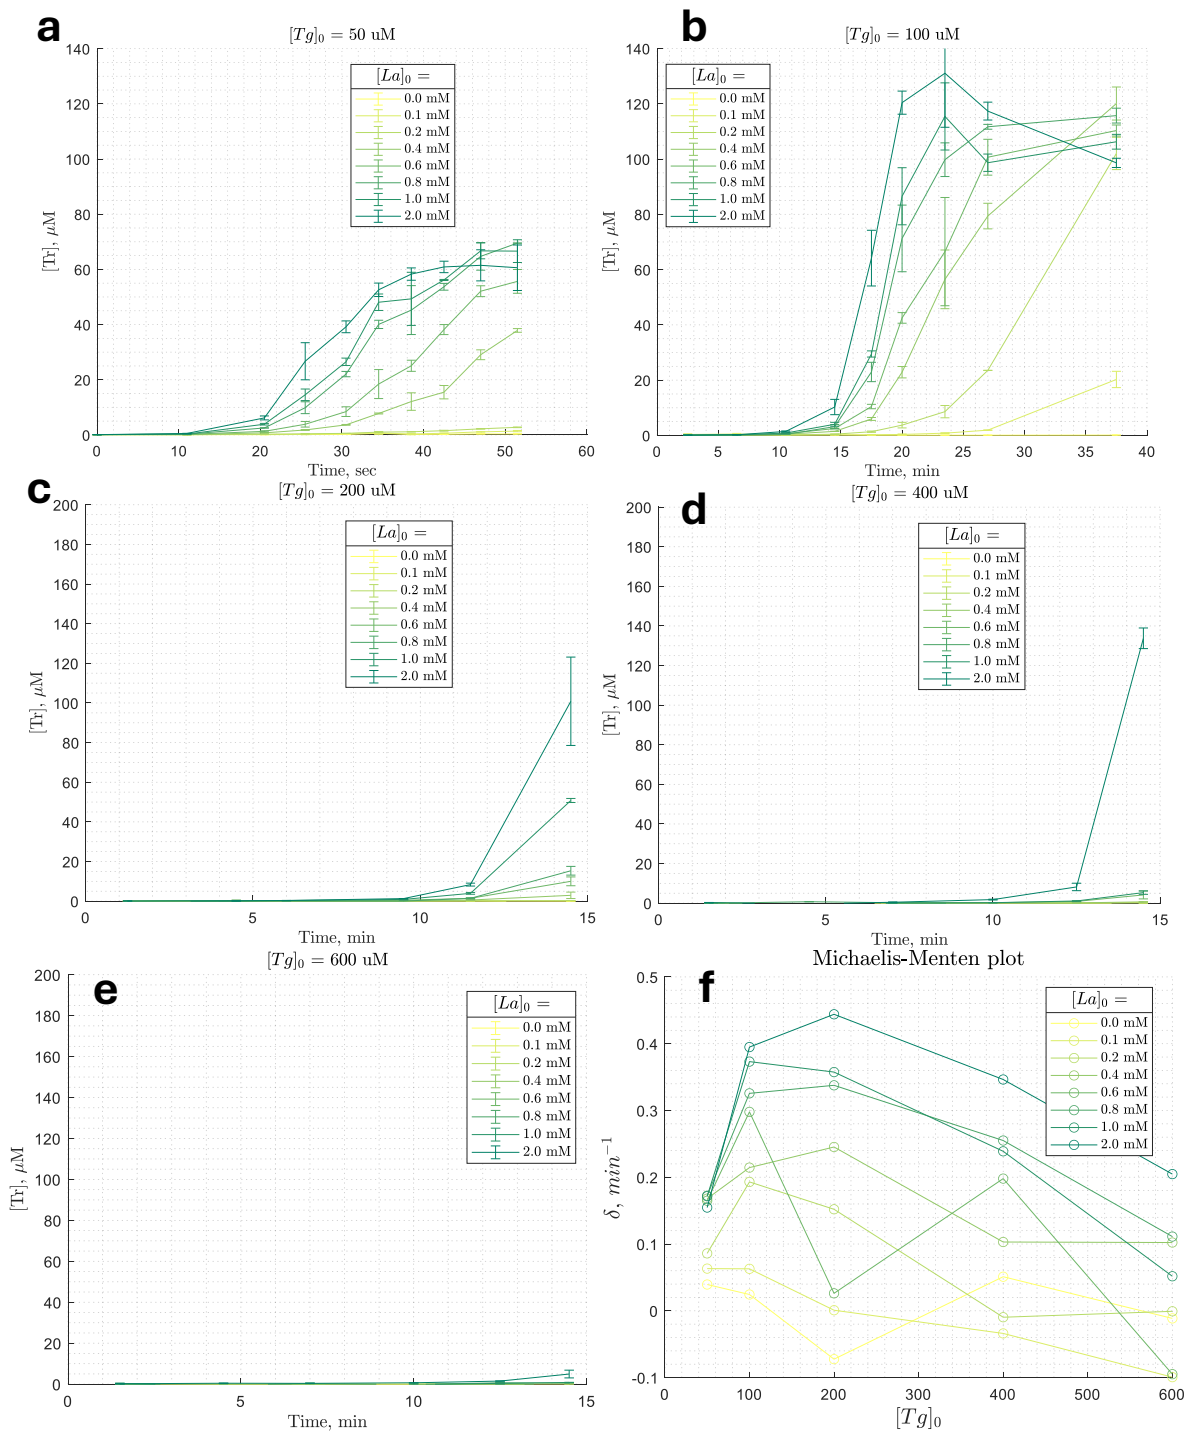 a
[Tg]₀ = 50 uM
140
120
100
80
60
40
20
0
[Tr], μM
[La]₀ =
0.0 mM
0.1 mM
0.2 mM
0.4 mM
0.6 mM
0.8 mM
1.0 mM
2.0 mM
0 10 20 30 40 50 60
Time, sec
b
[Tg]₀ = 100 uM
140
120
100
80
60
40
20
0
[Tr], μM
[La]₀ =
0.0 mM
0.1 mM
0.2 mM
0.4 mM
0.6 mM
0.8 mM
1.0 mM
2.0 mM
0 5 10 15 20 25 30 35 40
Time, min
c
[Tg]₀ = 200 uM
200
180
160
140
120
100
80
60
40
20
0
[Tr], μM
[La]₀ =
0.0 mM
0.1 mM
0.2 mM
0.4 mM
0.6 mM
0.8 mM
1.0 mM
2.0 mM
0 5 10 15
Time, min
d
[Tg]₀ = 400 uM
200
180
160
140
120
100
80
60
40
20
0
[Tr], μM
[La]₀ =
0.0 mM
0.1 mM
0.2 mM
0.4 mM
0.6 mM
0.8 mM
1.0 mM
2.0 mM
0 5 10 15
Time, min
e
[Tg]₀ = 600 uM
200
180
160
140
120
100
80
60
40
20
0
[Tr], μM
[La]₀ =
0.0 mM
0.1 mM
0.2 mM
0.4 mM
0.6 mM
0.8 mM
1.0 mM
2.0 mM
0 5 10 15
Time, min
f
Michaelis-Menten plot
0.5
0.4
0.3
0.2
0.1
0
-0.1
δ, min⁻¹
[La]₀ =
0.0 mM
0.1 mM
0.2 mM
0.4 mM
0.6 mM
0.8 mM
1.0 mM
2.0 mM
0 100 200 300 400 500 600
[Tg]₀